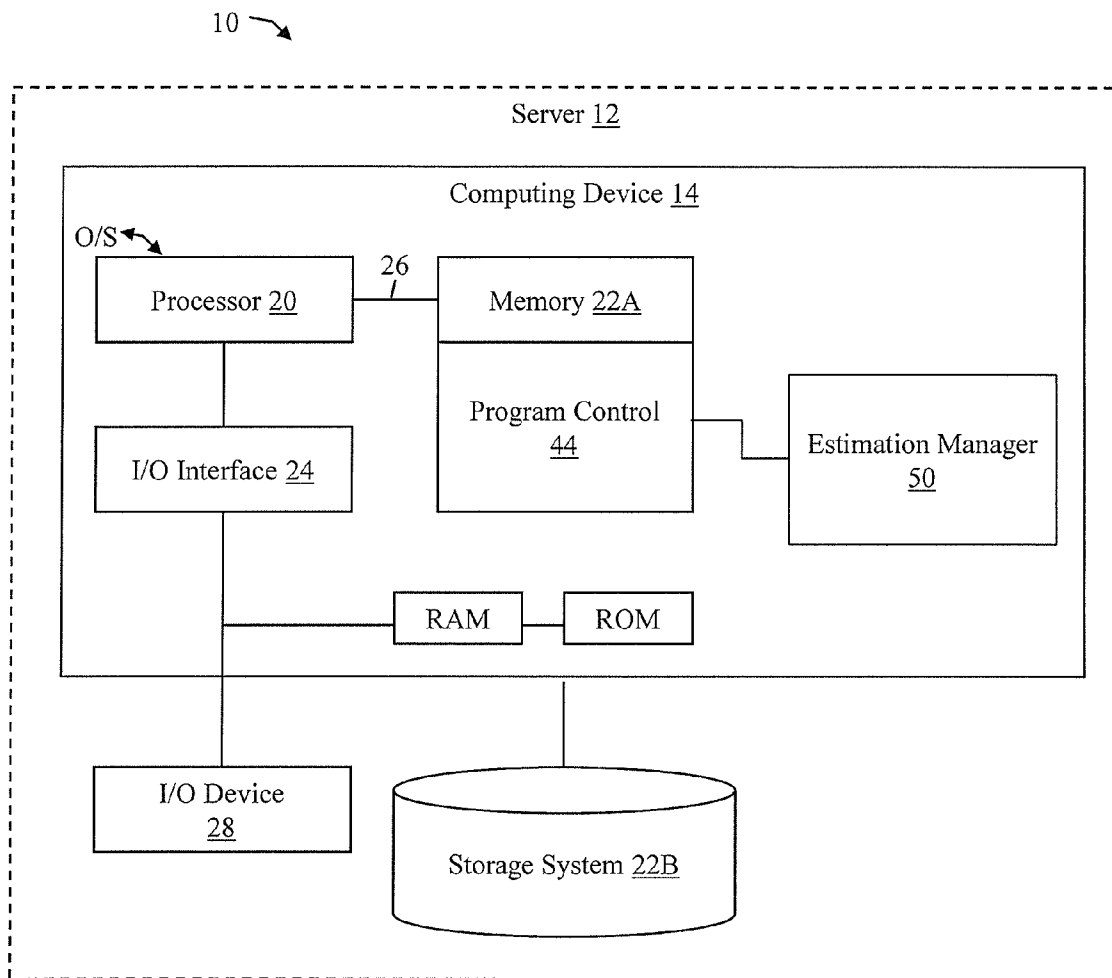 10
Server 12
Computing Device 14
O/S
Processor 20
26
Memory 22A
Program Control
44
Estimation Manager
50
I/O Interface 24
RAM
ROM
I/O Device
28
Storage System 22B